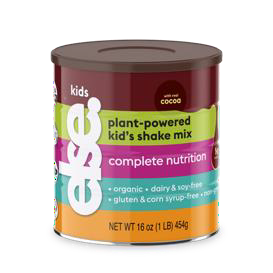 kids
else.
with real
cocoa
plant-powered
kid's shake mix
complete nutrition
• organic • dairy & soy-free
• gluten & corn syrup-free •
NET WT 16 oz (1 LB) 454g